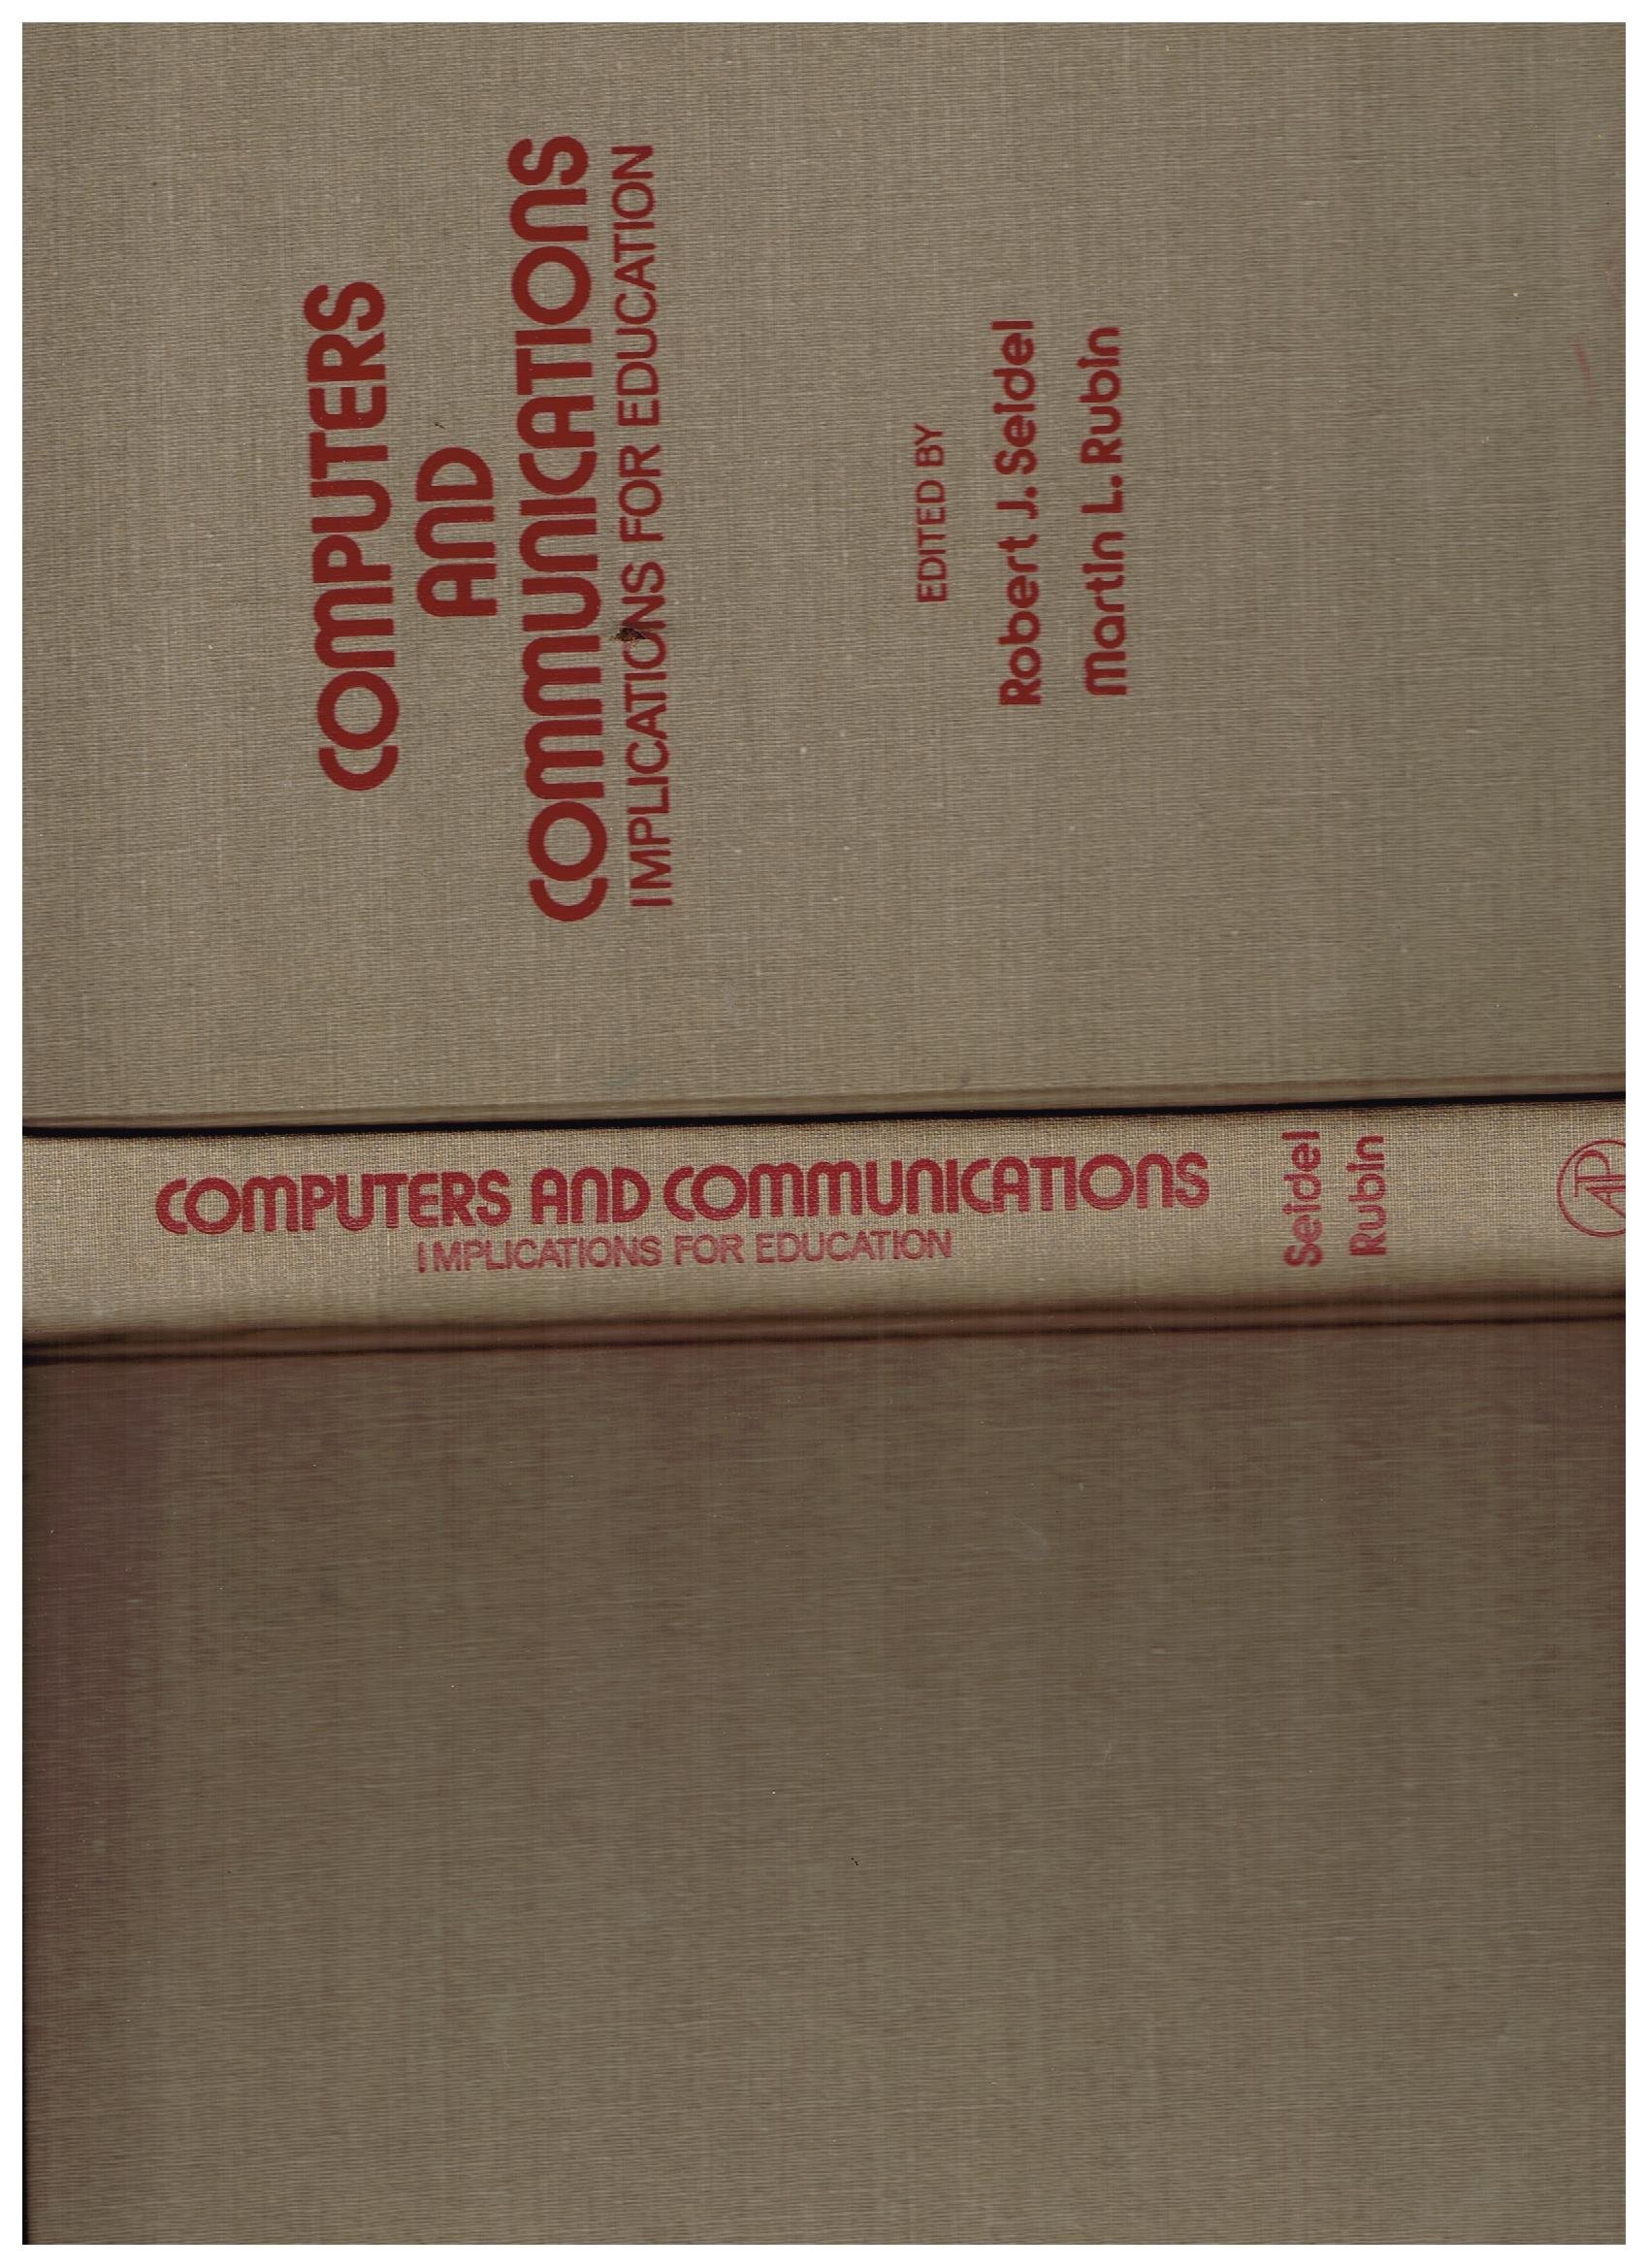 COMPUTERS
AND
COMMUNICATIONS
IMPLICATIONS FOR EDUCATION
EDITED BY
Robert J. Seidel
Martin L. Rubin
COMPUTERS AND COMMUNICATIONS
IMPLICATIONS FOR EDUCATION
Seidel
Rubin
AP